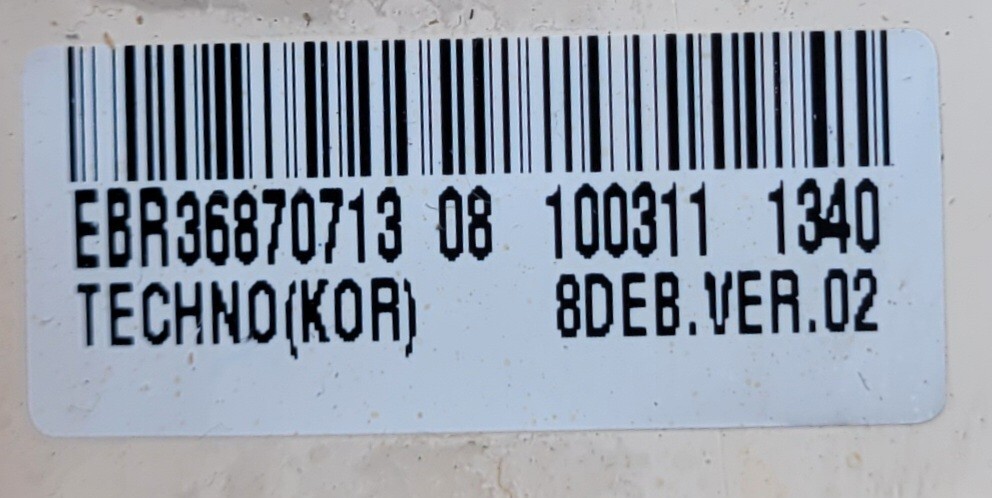 EBR36870713 08 100311 1340
TECHNO(KOR) 8DEB.VER.02